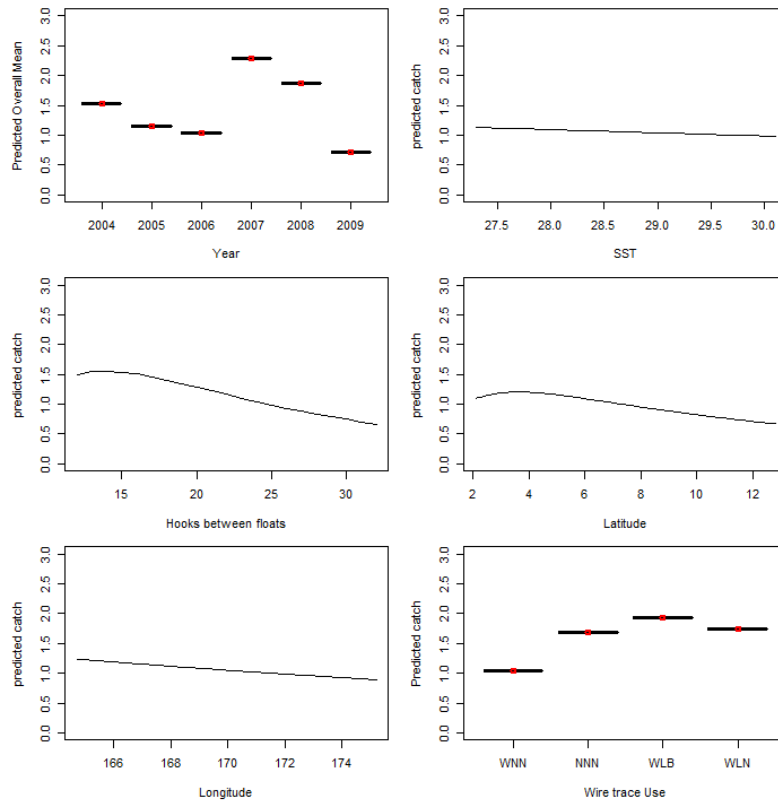 Predicted Overall Mean
0.0 0.5 1.0 1.5 2.0 2.5 3.0
2004 2005 2006 2007 2008 2009
Year
predicted catch
0.0 0.5 1.0 1.5 2.0 2.5 3.0
27.5 28.0 28.5 29.0 29.5 30.0
SST
predicted catch
0.0 0.5 1.0 1.5 2.0 2.5 3.0
15 20 25 30
Hooks between floats
predicted catch
0.0 0.5 1.0 1.5 2.0 2.5 3.0
2 4 6 8 10 12
Latitude
predicted catch
0.0 0.5 1.0 1.5 2.0 2.5 3.0
166 168 170 172 174
Longitude
Predicted catch
0.0 0.5 1.0 1.5 2.0 2.5 3.0
WNN NNN WLB WLN
Wire trace Use